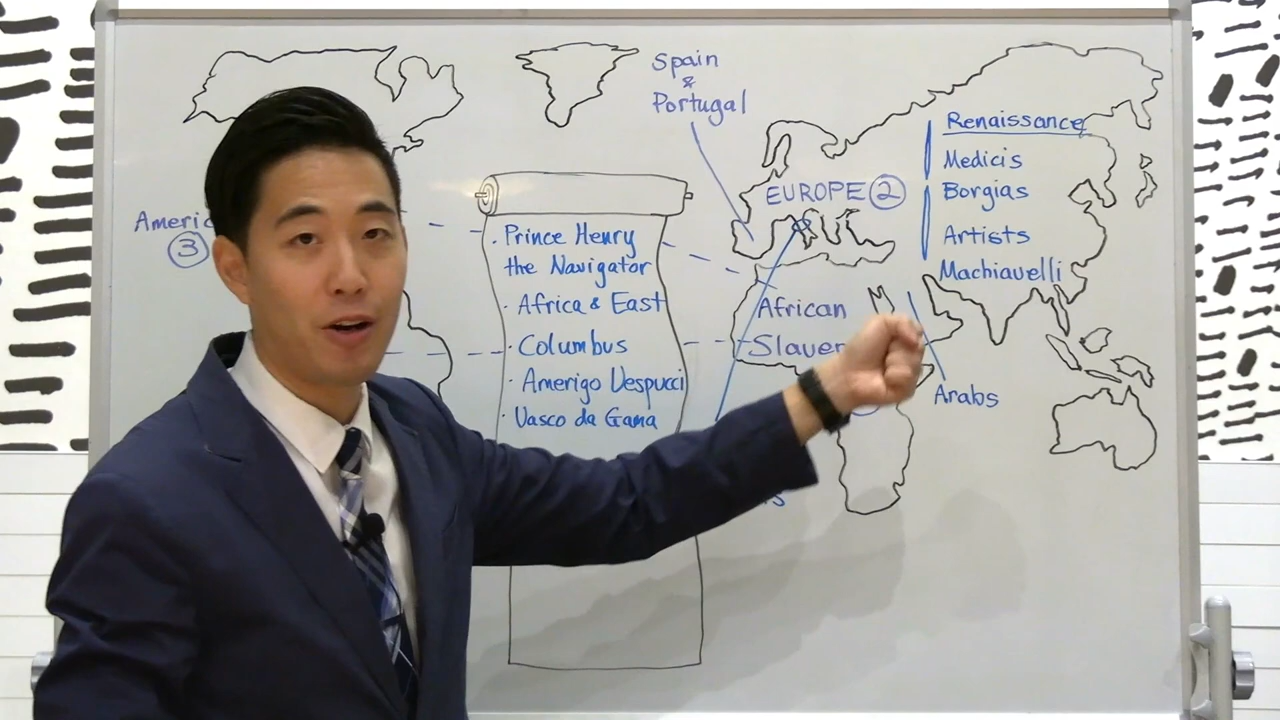 Spain
&
Portugal
Renaissance
Medicis
Borgias
Artists
Machiavelli
EUROPE ②
③
· Prince Henry
the Navigator
· Africa & East
· Columbus
· Amerigo Vespucci
· Vasco da Gama
African
Arabs